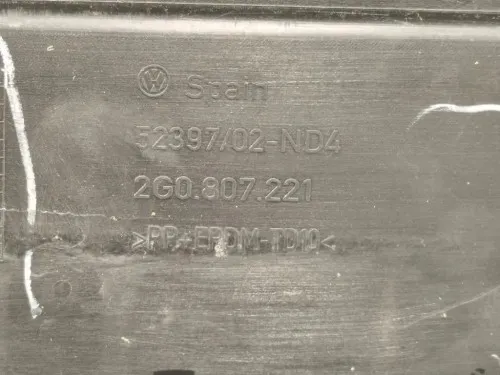 Spain
52397/02-ND4
2G0.807.221
>PP+EPDM-TD10<